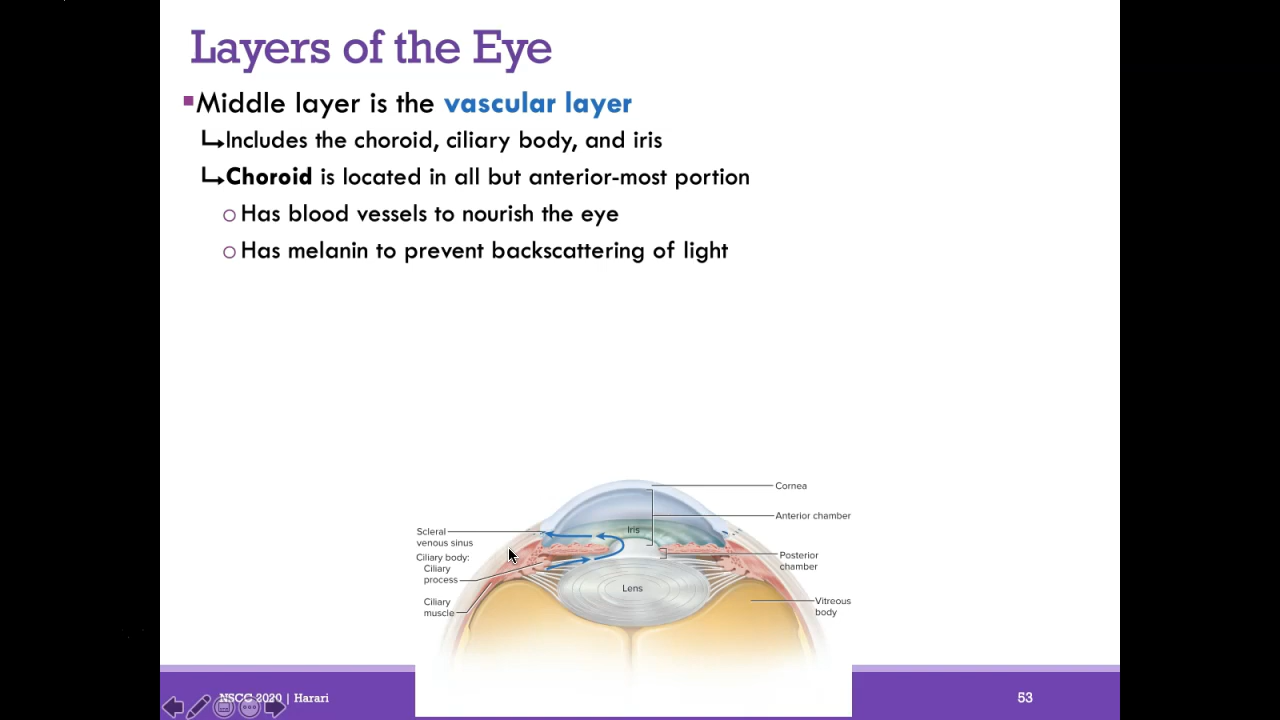 Layers of the Eye
Middle layer is the vascular layer
Includes the choroid, ciliary body, and iris
Choroid is located in all but anterior-most portion
Has blood vessels to nourish the eye
Has melanin to prevent backscattering of light
Cornea
Anterior chamber
Iris
Scleral
venous sinus
Ciliary body:
Ciliary
process
Ciliary
muscle
Posterior
chamber
Lens
Vitreous
body
NSCC 2020 | Harari
53